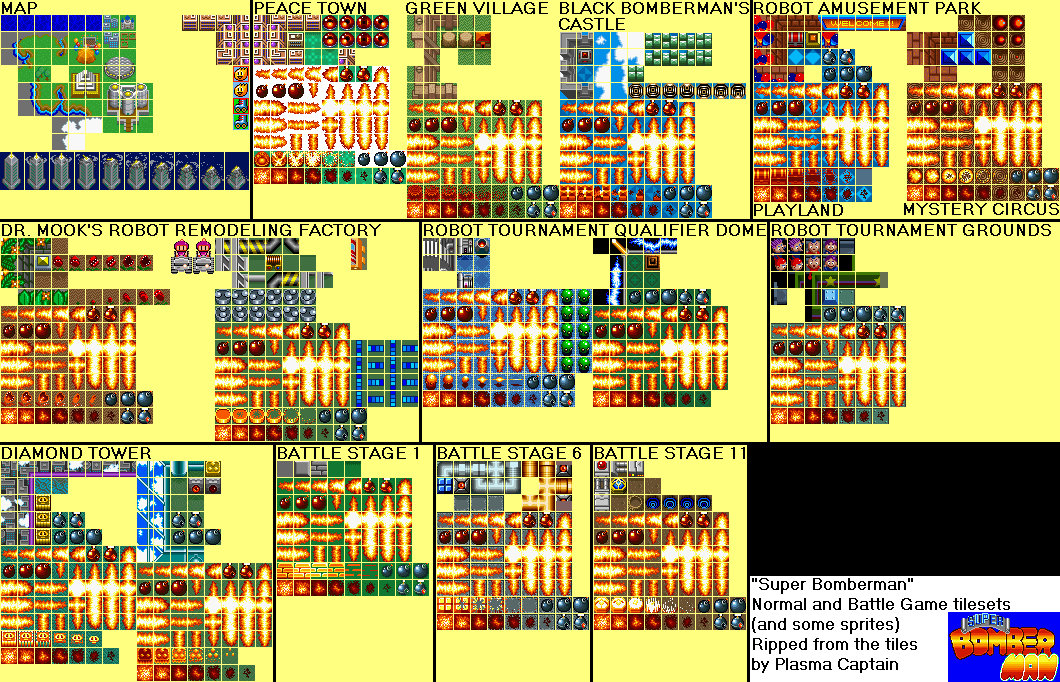 MAP
PEACE TOWN
GREEN VILLAGE
BLACK BOMBERMAN'S
CASTLE
ROBOT AMUSEMENT PARK
WELCOME!!
PLAYLAND
MYSTERY CIRCUS
DR. MOOK'S ROBOT REMODELING FACTORY
ROBOT TOURNAMENT QUALIFIER DOME
ROBOT TOURNAMENT GROUNDS
DIAMOND TOWER
BATTLE STAGE 1
BATTLE STAGE 6
BATTLE STAGE 11
"Super Bomberman"
Normal and Battle Game tilesets
(and some sprites)
Ripped from the tiles
by Plasma Captain
SUPER
BOMBER
MAN